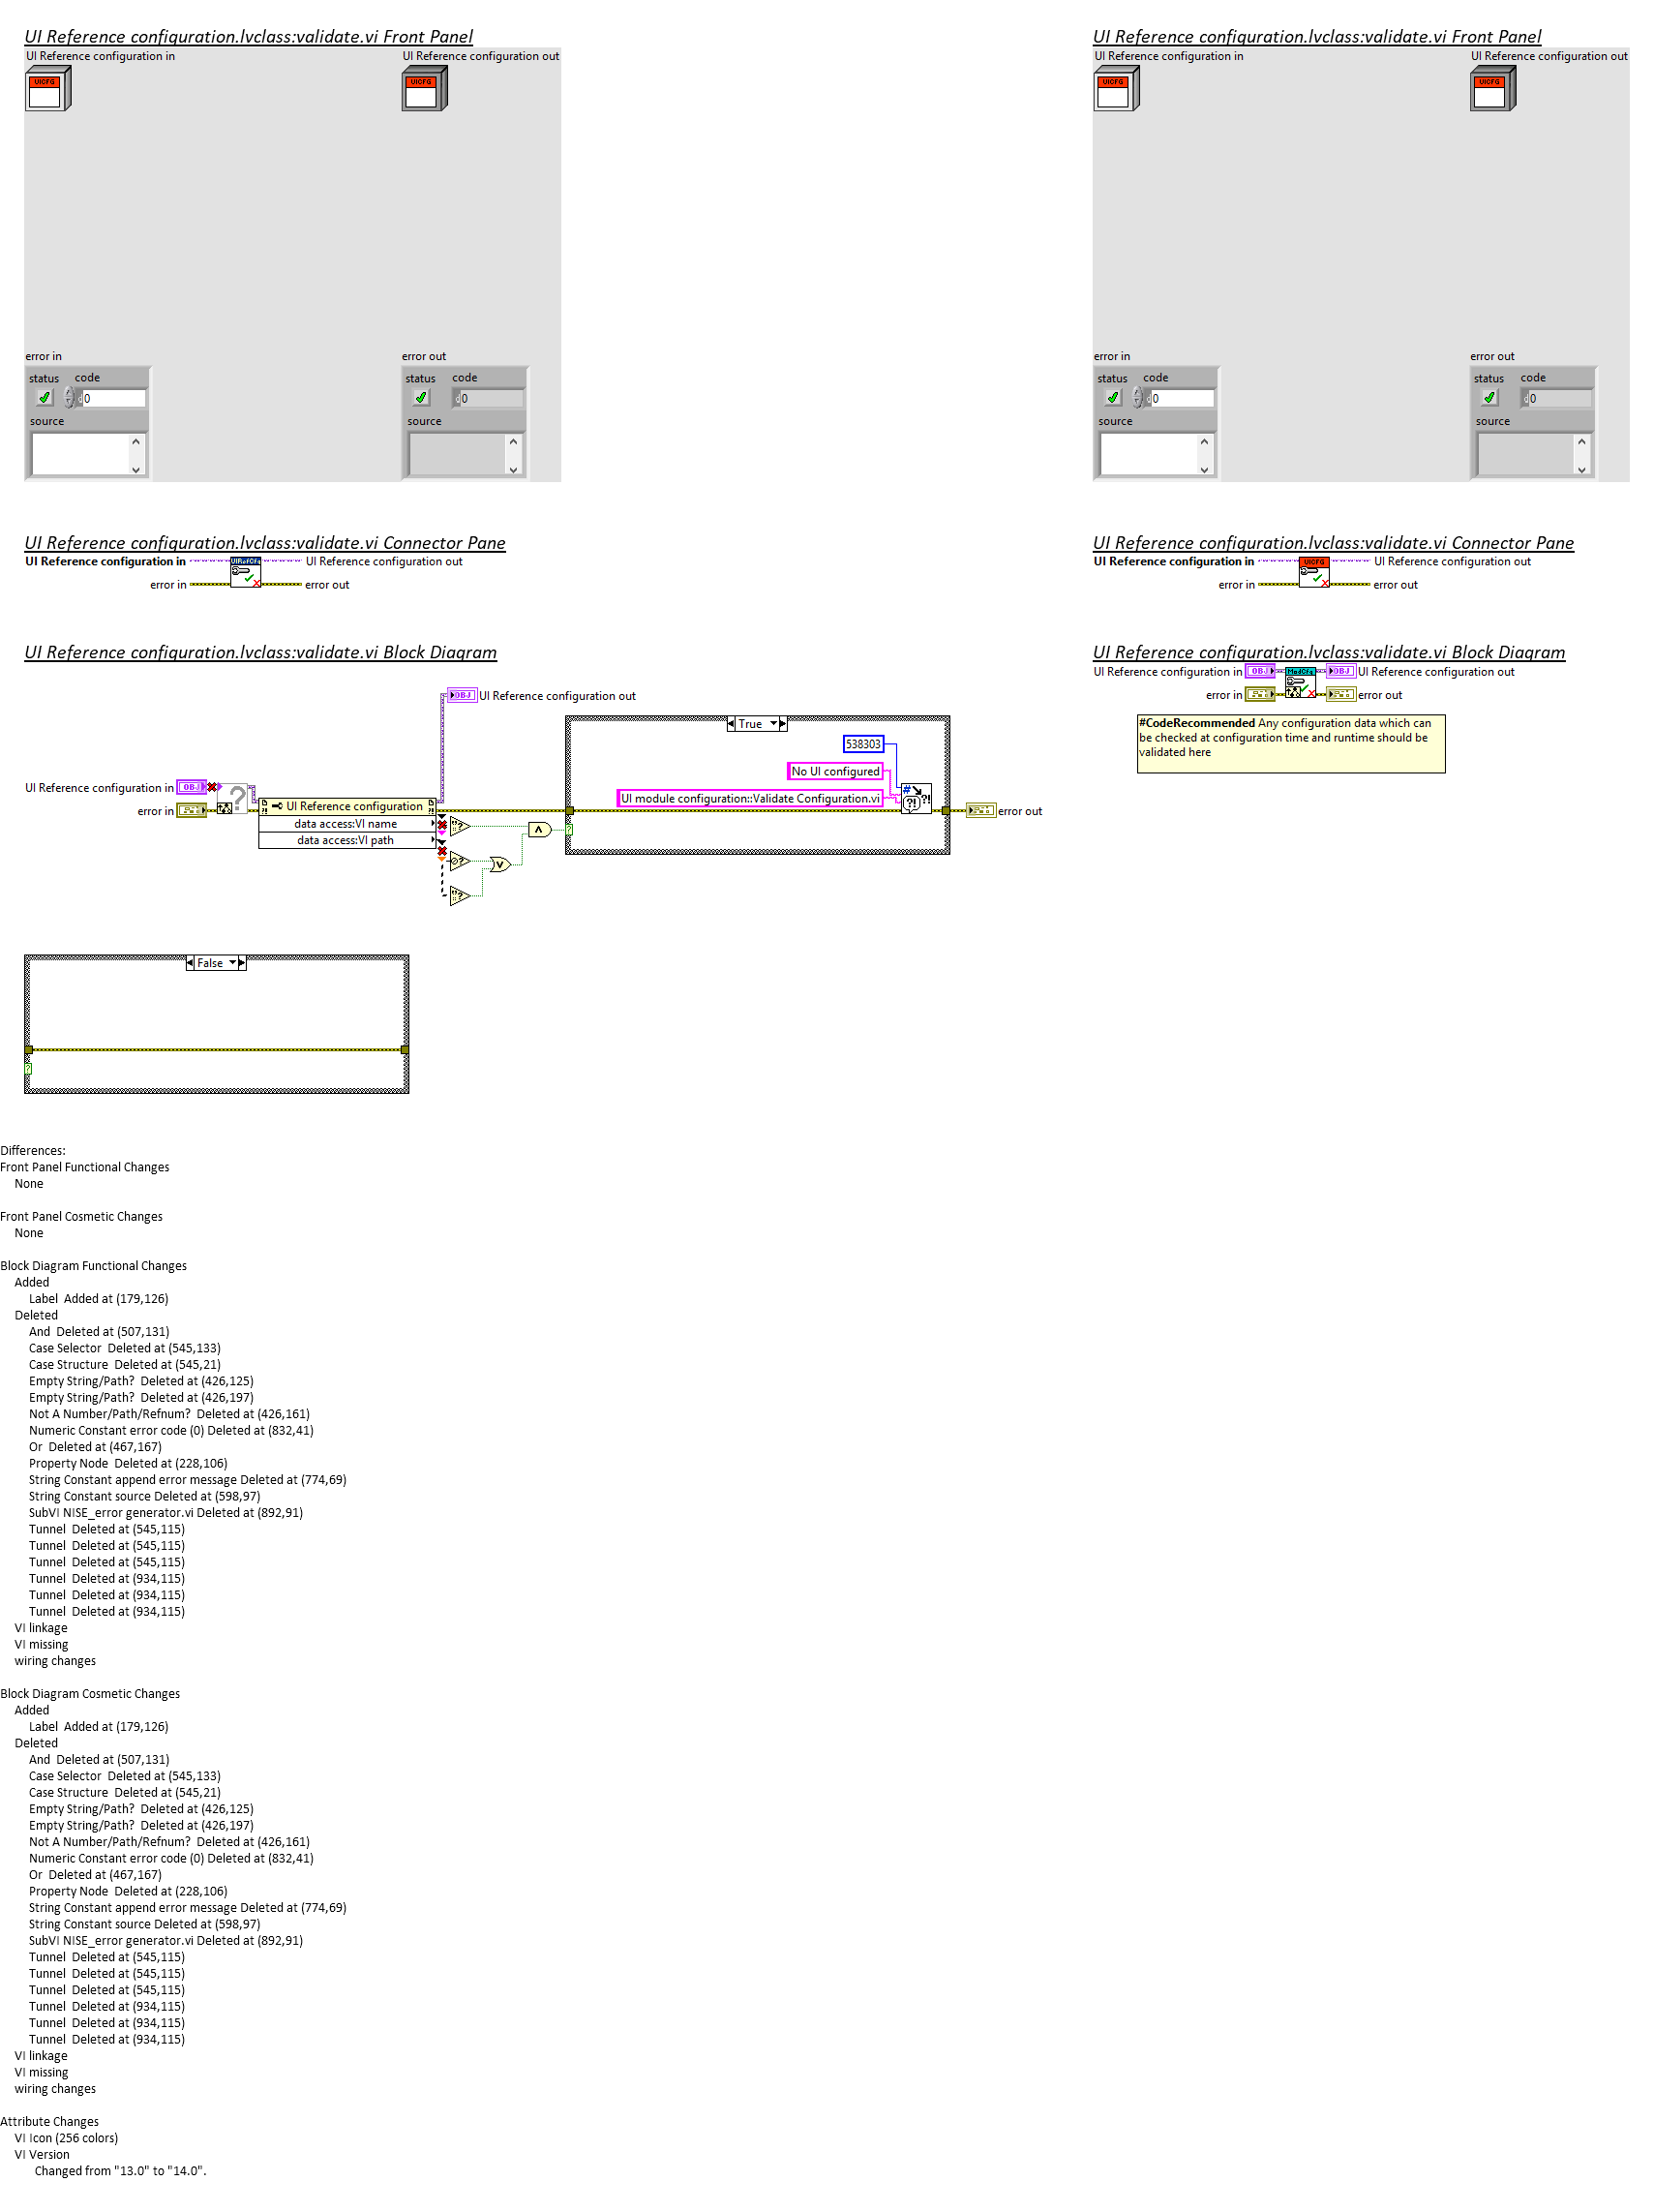 UI Reference configuration.lvclass:validate.vi Front Panel
UI Reference configuration in
UI Reference configuration out
UICFG
UICFG
error in
error out
status code
0
source
status code
0
source
UI Reference configuration.lvclass:validate.vi Front Panel
UI Reference configuration in
UI Reference configuration out
UICFG
UICFG
error in
error out
status code
0
source
status code
0
source
UI Reference configuration.lvclass:validate.vi Connector Pane
UI Reference configuration in
UI Reference configuration out
error in
error out
UI Reference configuration.lvclass:validate.vi Connector Pane
UI Reference configuration in
UICFG
UI Reference configuration out
error in
error out
UI Reference configuration.lvclass:validate.vi Block Diagram
OBJ
UI Reference configuration out
True
538303
No UI configured
UI module configuration::Validate Configuration.vi
UI Reference configuration in
OBJ
error in
UI Reference configuration
data access:VI name
data access:VI path
error out
False
UI Reference configuration.lvclass:validate.vi Block Diagram
UI Reference configuration in
OBJ
ModCfg
OBJ
UI Reference configuration out
error in
error out
#CodeRecommended Any configuration data which can
be checked at configuration time and runtime should be
validated here
Differences:
Front Panel Functional Changes
None
Front Panel Cosmetic Changes
None
Block Diagram Functional Changes
Added
Label  Added at (179,126)
Deleted
And  Deleted at (507,131)
Case Selector  Deleted at (545,133)
Case Structure  Deleted at (545,21)
Empty String/Path?  Deleted at (426,125)
Empty String/Path?  Deleted at (426,197)
Not A Number/Path/Refnum?  Deleted at (426,161)
Numeric Constant error code (0) Deleted at (832,41)
Or  Deleted at (467,167)
Property Node  Deleted at (228,106)
String Constant append error message Deleted at (774,69)
String Constant source Deleted at (598,97)
SubVI NISE_error generator.vi Deleted at (892,91)
Tunnel  Deleted at (545,115)
Tunnel  Deleted at (545,115)
Tunnel  Deleted at (545,115)
Tunnel  Deleted at (934,115)
Tunnel  Deleted at (934,115)
Tunnel  Deleted at (934,115)
VI linkage
VI missing
wiring changes
Block Diagram Cosmetic Changes
Added
Label  Added at (179,126)
Deleted
And  Deleted at (507,131)
Case Selector  Deleted at (545,133)
Case Structure  Deleted at (545,21)
Empty String/Path?  Deleted at (426,125)
Empty String/Path?  Deleted at (426,197)
Not A Number/Path/Refnum?  Deleted at (426,161)
Numeric Constant error code (0) Deleted at (832,41)
Or  Deleted at (467,167)
Property Node  Deleted at (228,106)
String Constant append error message Deleted at (774,69)
String Constant source Deleted at (598,97)
SubVI NISE_error generator.vi Deleted at (892,91)
Tunnel  Deleted at (545,115)
Tunnel  Deleted at (545,115)
Tunnel  Deleted at (545,115)
Tunnel  Deleted at (934,115)
Tunnel  Deleted at (934,115)
Tunnel  Deleted at (934,115)
VI linkage
VI missing
wiring changes
Attribute Changes
VI Icon (256 colors)
VI Version
Changed from "13.0" to "14.0".